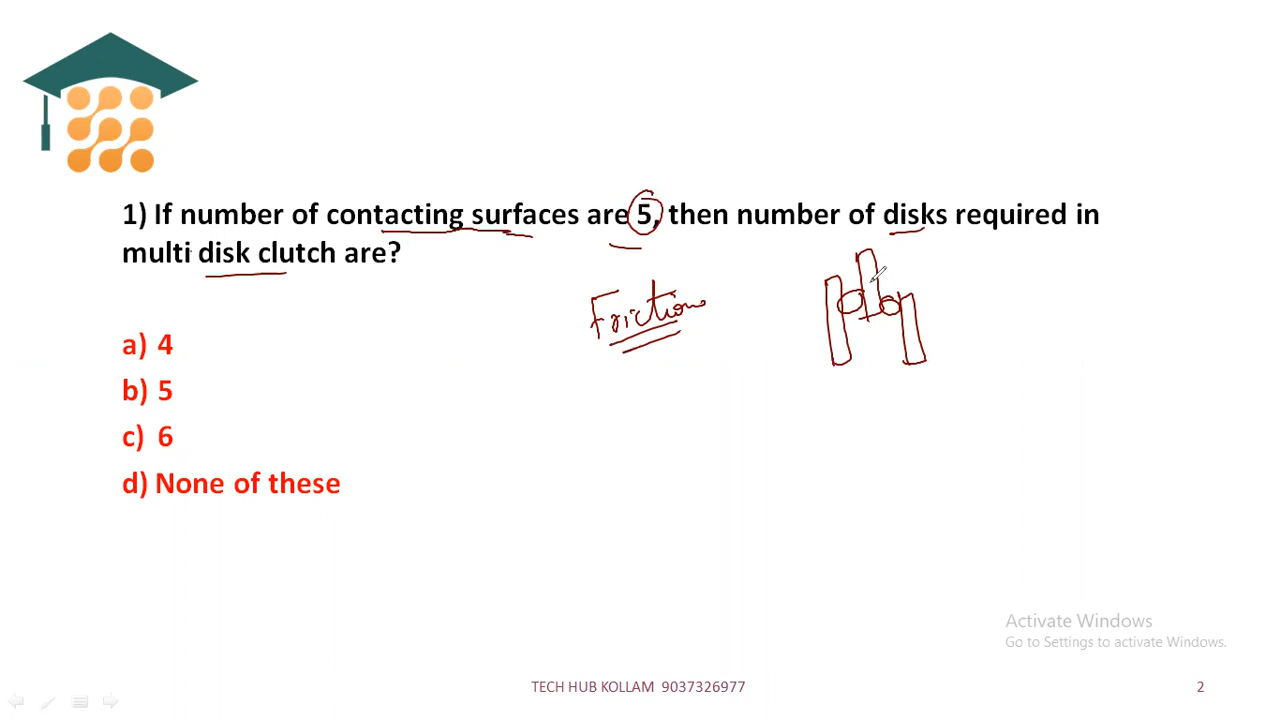 1) If number of contacting surfaces are 5, then number of disks required in
multi disk clutch are?
Friction
a) 4
b) 5
c) 6
d) None of these
Activate Windows
Go to Settings to activate Windows.
TECH HUB KOLLAM 9037326977
2